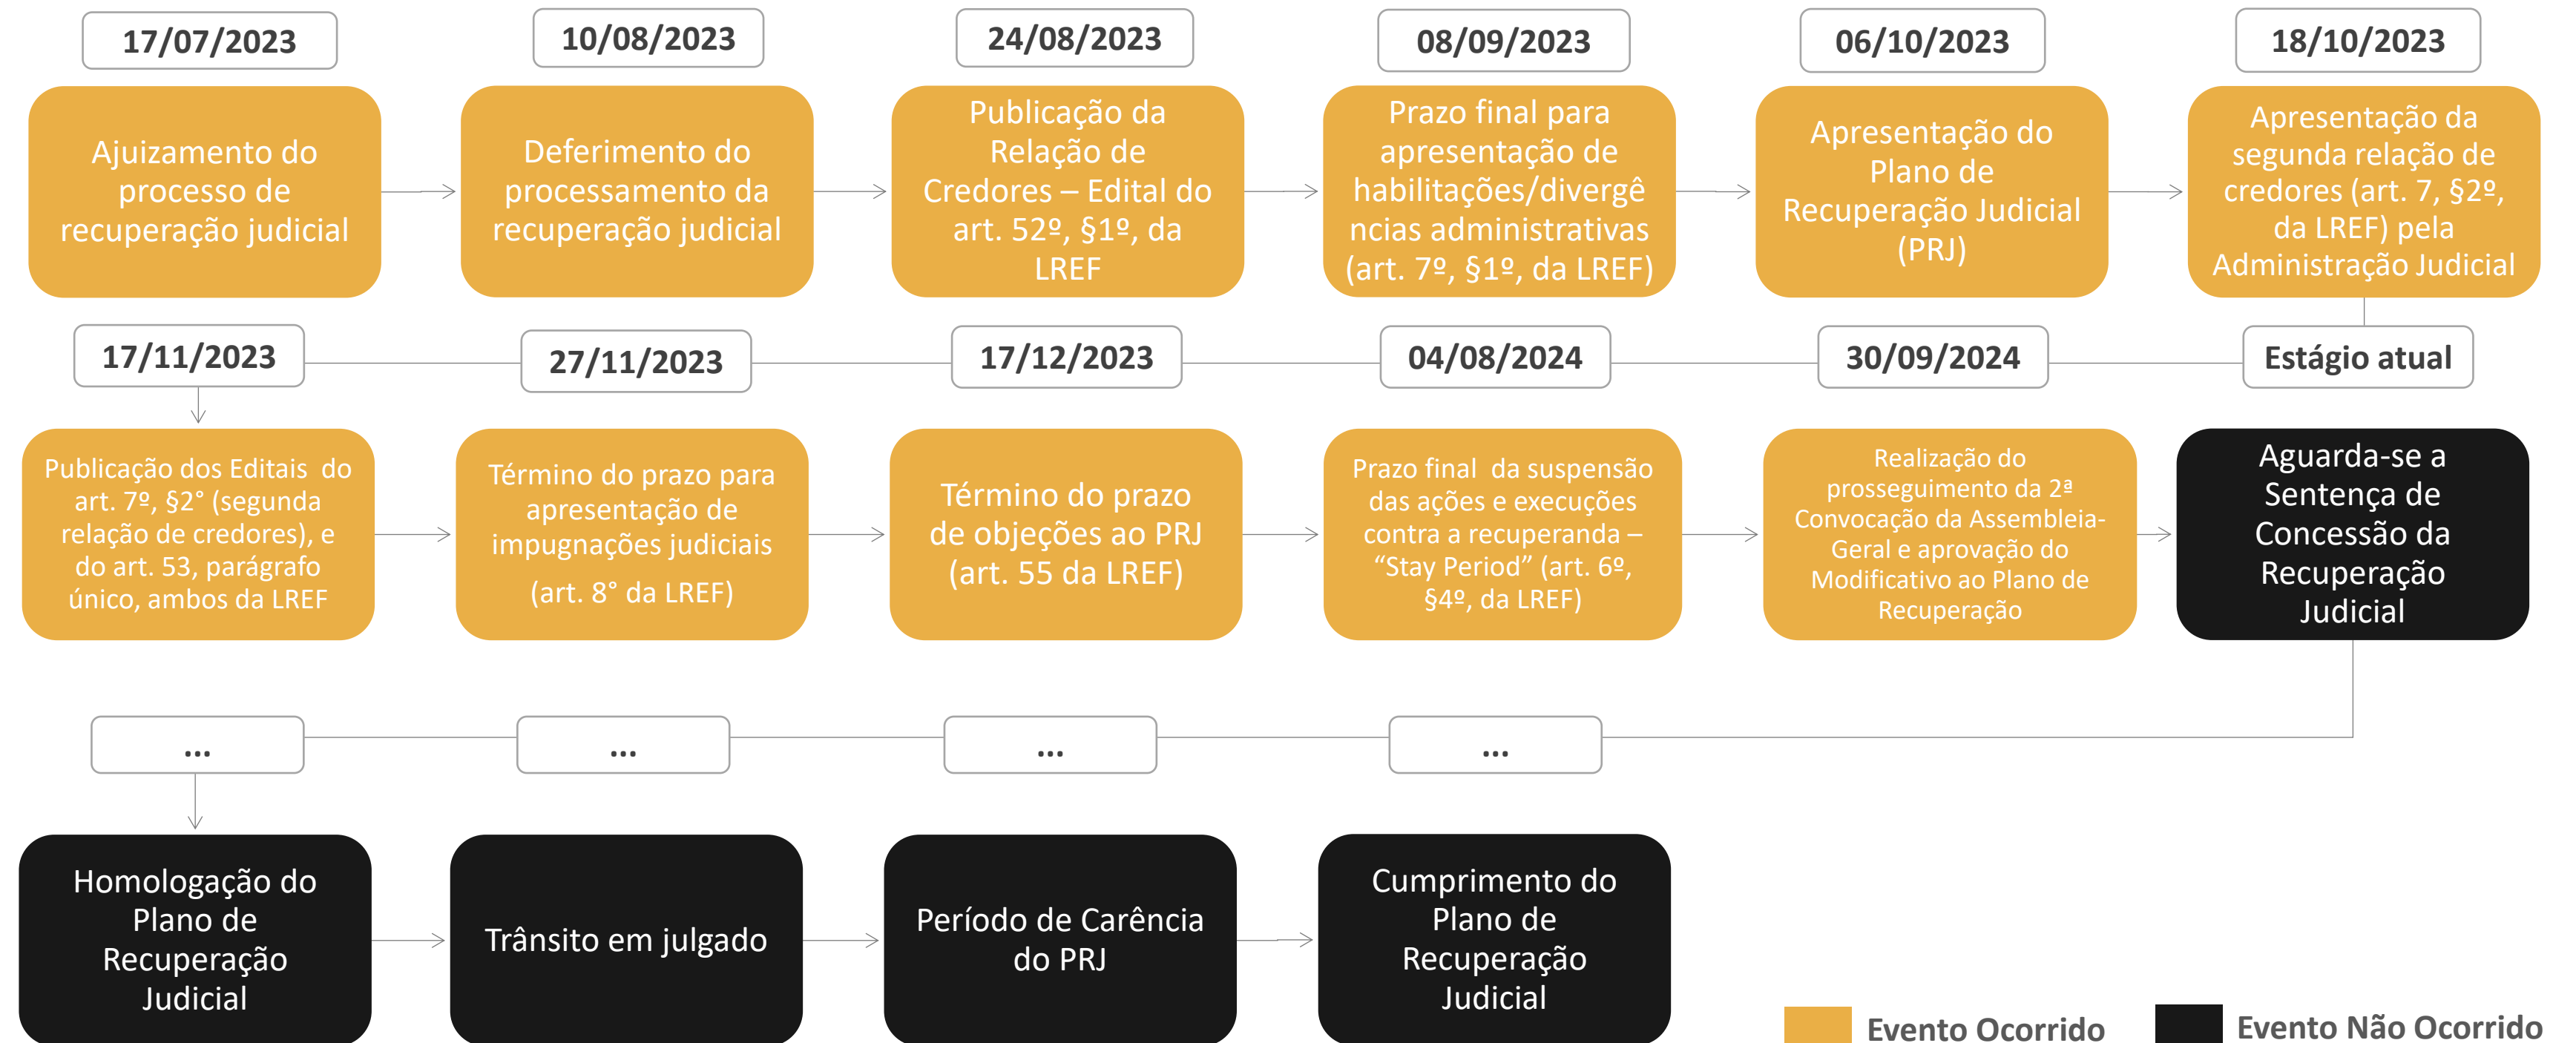 17/07/2023
10/08/2023
24/08/2023
08/09/2023
06/10/2023
18/10/2023
Ajuizamento do
processo de
recuperação judicial
Deferimento do
processamento da
recuperação judicial
Publicação da
Relação de
Credores – Edital do
art. 52º, §1º, da
LREF
Prazo final para
apresentação de
habilitações/divergê
ncias administrativas
(art. 7º, §1º, da LREF)
Apresentação do
Plano de
Recuperação Judicial
(PRJ)
Apresentação da
segunda relação de
credores (art. 7, §2º,
da LREF) pela
Administração Judicial
17/11/2023
27/11/2023
17/12/2023
04/08/2024
30/09/2024
Estágio atual
Publicação dos Editais do
art. 7º, §2° (segunda
relação de credores), e
do art. 53, parágrafo
único, ambos da LREF
Término do prazo para
apresentação de
impugnações judiciais
(art. 8° da LREF)
Término do prazo
de objeções ao PRJ
(art. 55 da LREF)
Prazo final da suspensão
das ações e execuções
contra a recuperanda –
“Stay Period” (art. 6º,
§4º, da LREF)
Realização do
prosseguimento da 2ª
Convocação da Assembleia-
Geral e aprovação do
Modificativo ao Plano de
Recuperação
Aguarda-se a
Sentença de
Concessão da
Recuperação
Judicial
...
...
...
...
Homologação do
Plano de
Recuperação
Judicial
Trânsito em julgado
Período de Carência
do PRJ
Cumprimento do
Plano de
Recuperação
Judicial
Evento Ocorrido
Evento Não Ocorrido